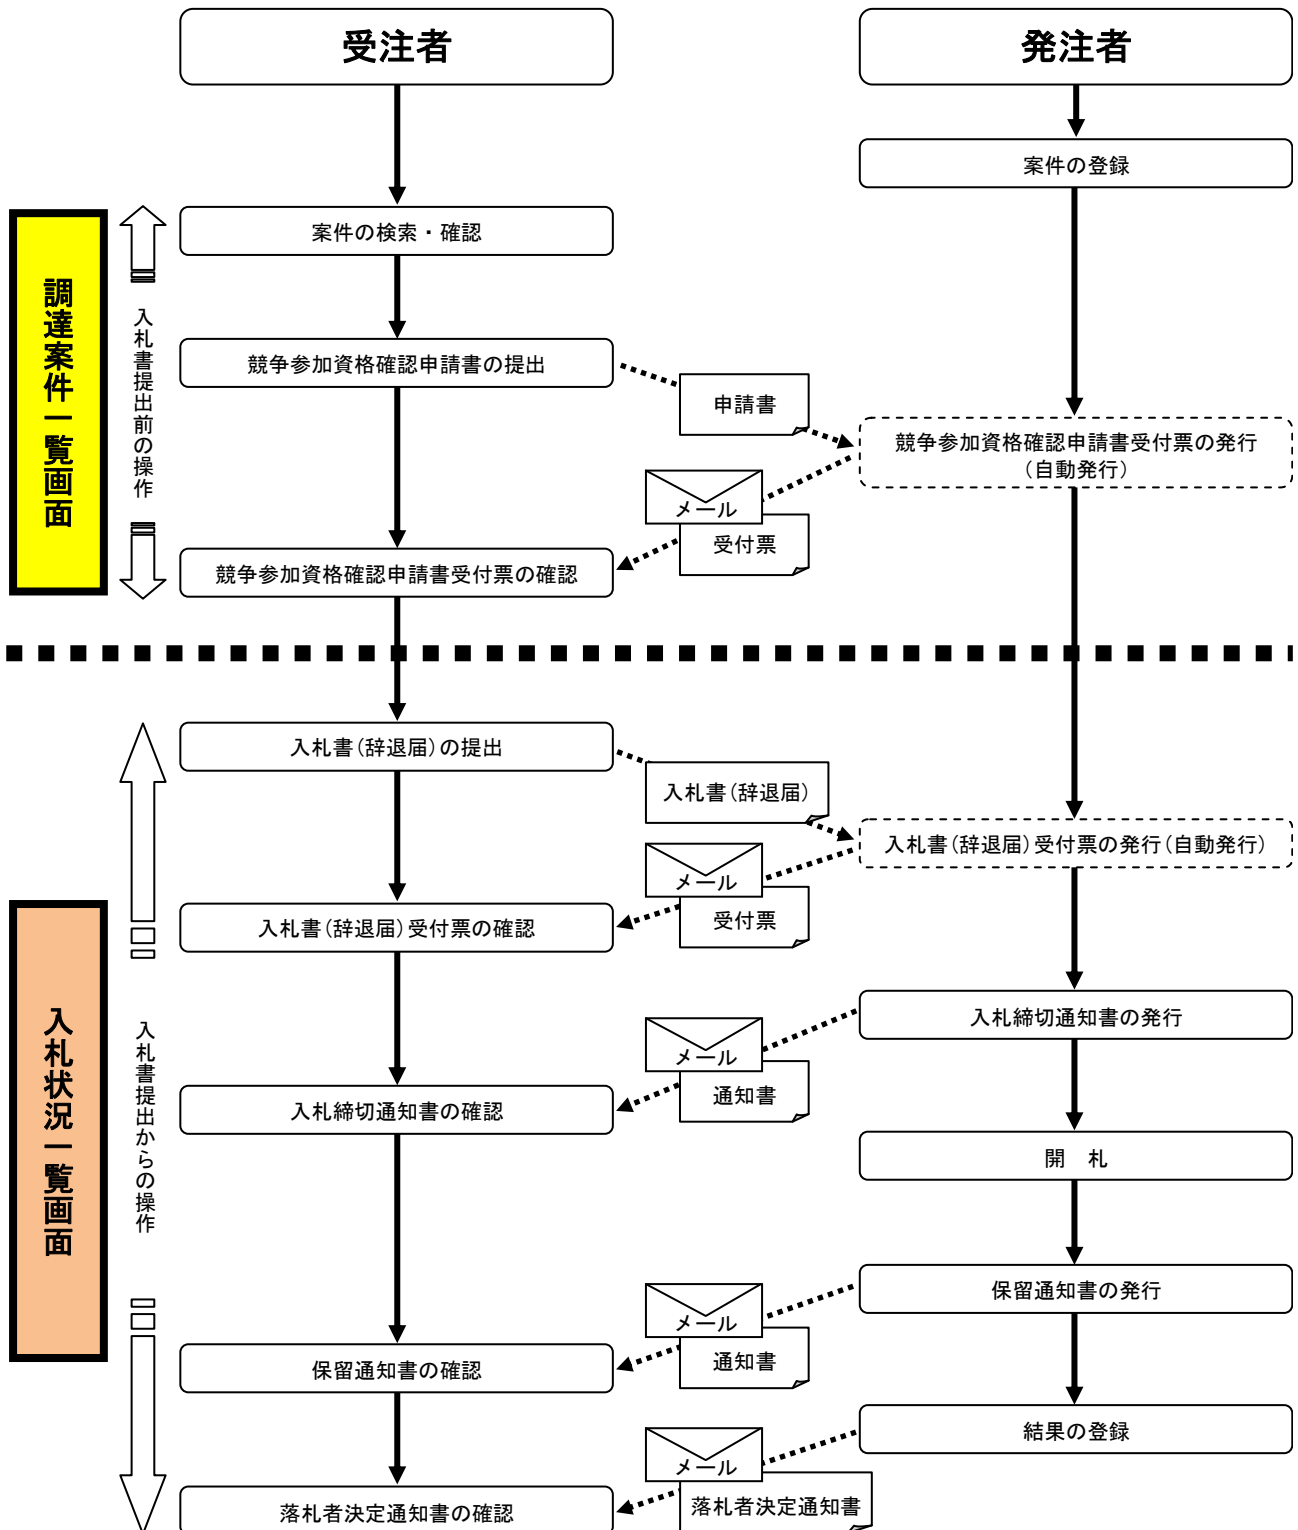 受注者
発注者
案件の登録
案件の検索・確認
調達案件一覧画面
入札書提出前の操作
競争参加資格確認申請書の提出
申請書
競争参加資格確認申請書受付票の発行
（自動発行）
メール
受付票
競争参加資格確認申請書受付票の確認
入札書（辞退届）の提出
入札書（辞退届）
入札書（辞退届）受付票の発行（自動発行）
メール
受付票
入札書（辞退届）受付票の確認
入札状況一覧画面
入札書提出からの操作
入札締切通知書の発行
メール
通知書
入札締切通知書の確認
開　札
保留通知書の発行
メール
通知書
保留通知書の確認
結果の登録
メール
落札者決定通知書
落札者決定通知書の確認